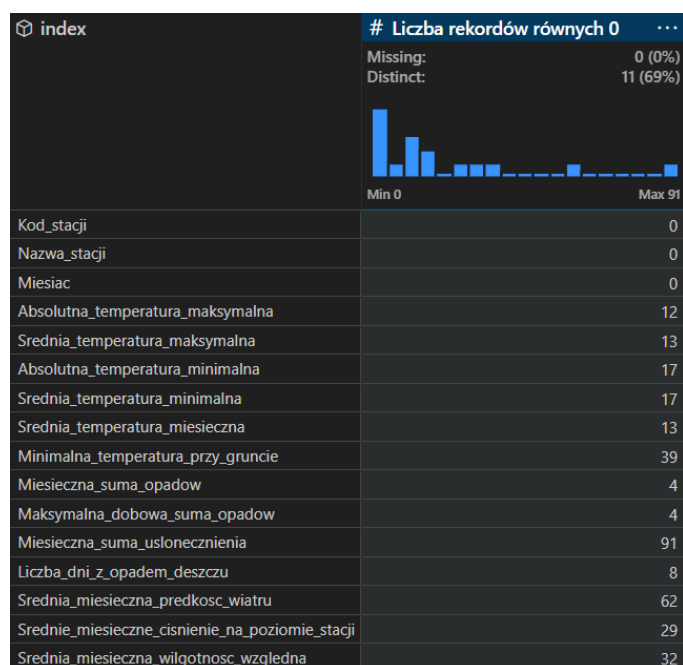 index # Liczba rekordów równych 0 ...
Missing: 0 (0%)
Distinct: 11 (69%)
Min 0 Max 91
Kod_stacji 0
Nazwa_stacji 0
Miesiac 0
Absolutna_temperatura_maksymalna 12
Srednia_temperatura_maksymalna 13
Absolutna_temperatura_minimalna 17
Srednia_temperatura_minimalna 17
Srednia_temperatura_miesieczna 13
Minimalna_temperatura_przy_gruncie 39
Miesieczna_suma_opadow 4
Maksymalna_dobowa_suma_opadow 4
Miesieczna_suma_uslonecznienia 91
Liczba_dni_z_opadem_deszczu 8
Srednia_miesieczna_predkosc_wiatru 62
Srednie_miesieczne_cisnienie_na_poziomie_stacji 29
Srednia_miesieczna_wilgotnosc_wzgledna 32